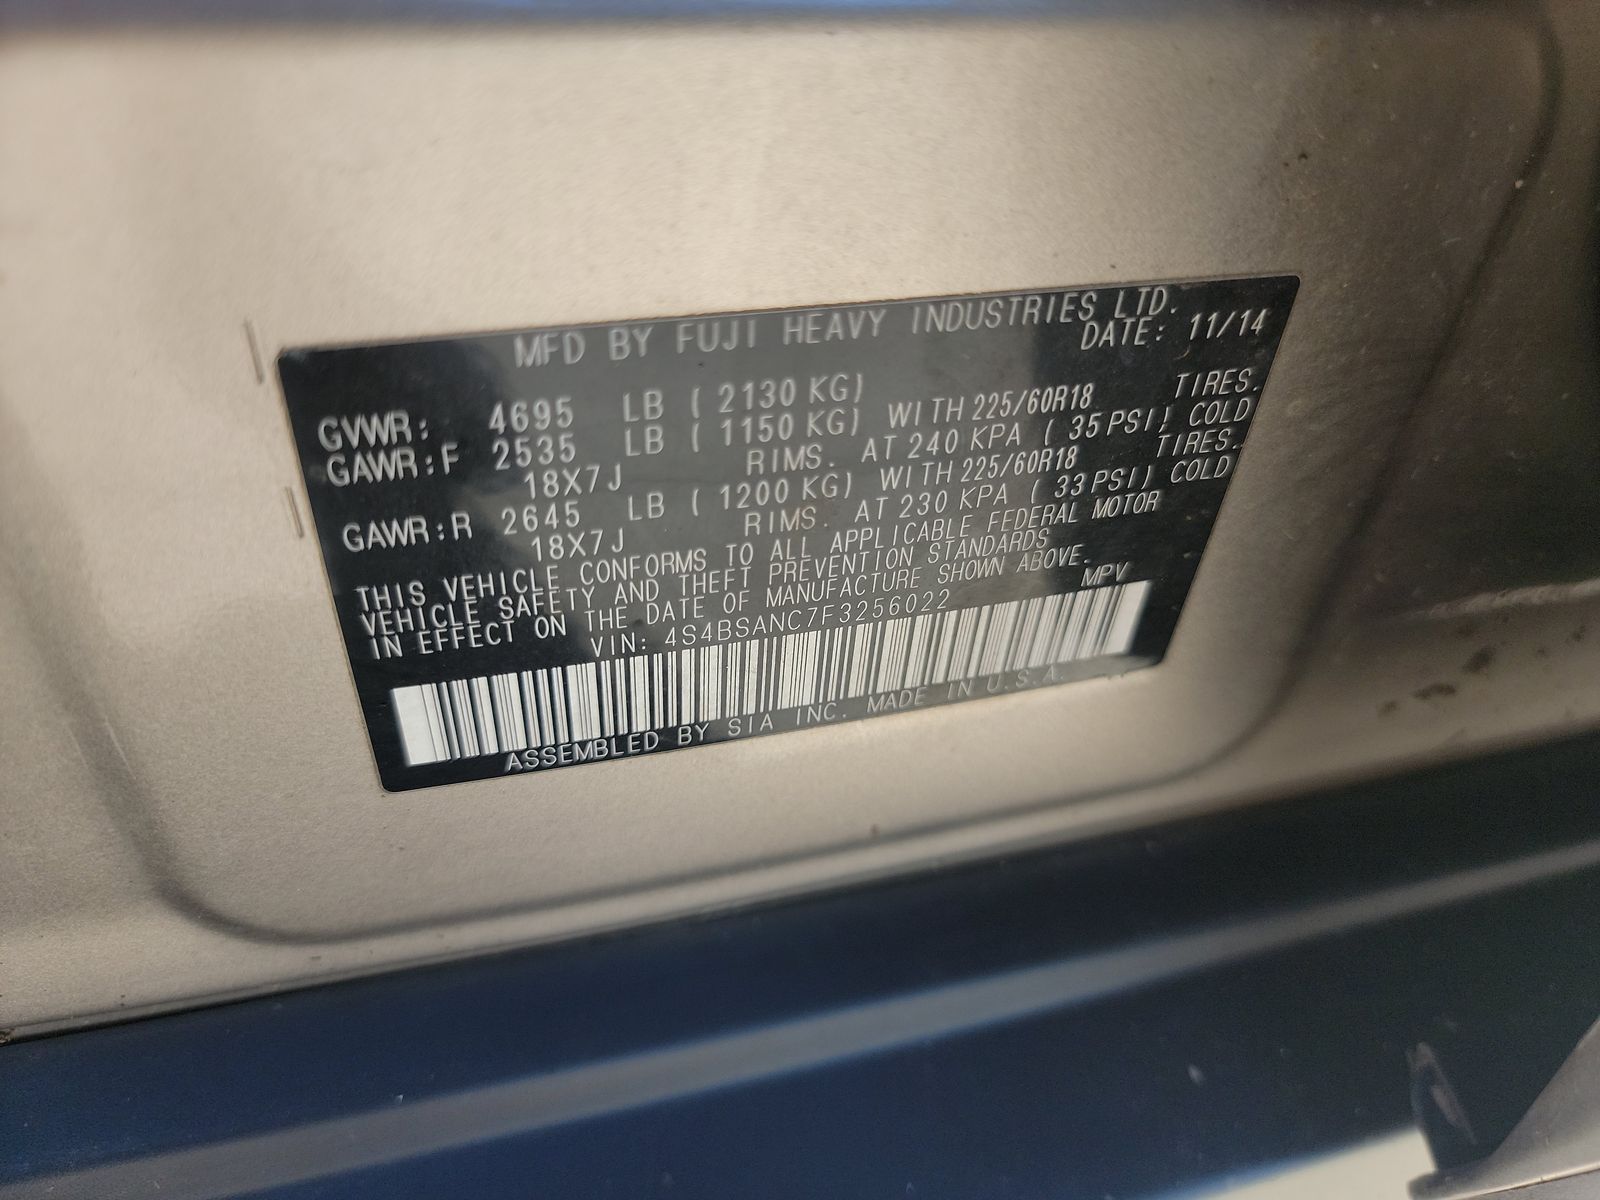 MFD BY FUJI HEAVY INDUSTRIES LTD.
DATE: 11/14
GVWR: 4695 LB ( 2130 KG)
GAWR:F 2535 LB ( 1150 KG) WITH 225/60R18 TIRES.
18X7J RIMS. AT 240 KPA ( 35 PSI) COLD
GAWR:R 2645 LB ( 1200 KG) WITH 225/60R18 TIRES.
18X7J RIMS. AT 230 KPA ( 33 PSI) COLD
THIS VEHICLE CONFORMS TO ALL APPLICABLE FEDERAL MOTOR
VEHICLE SAFETY AND THEFT PREVENTION STANDARDS
IN EFFECT ON THE DATE OF MANUFACTURE SHOWN ABOVE.
VIN: 4S4BSANC7F3256022 MPV
ASSEMBLED BY SIA INC. MADE IN U.S.A.